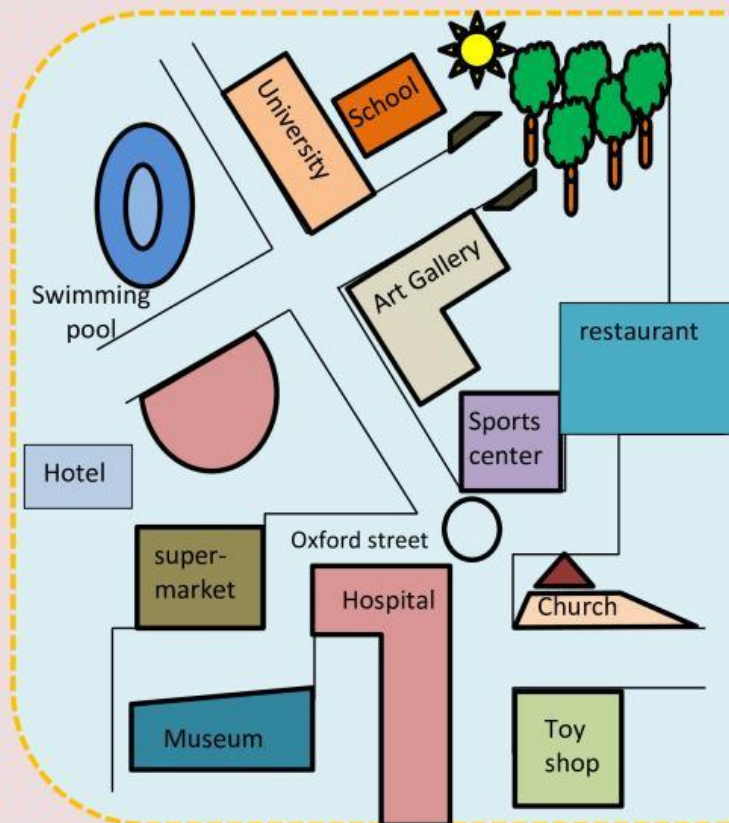 University
School
Swimming
pool
Art Gallery
restaurant
Sports
center
Hotel
super-
market
Oxford street
Hospital
Church
Museum
Toy
shop